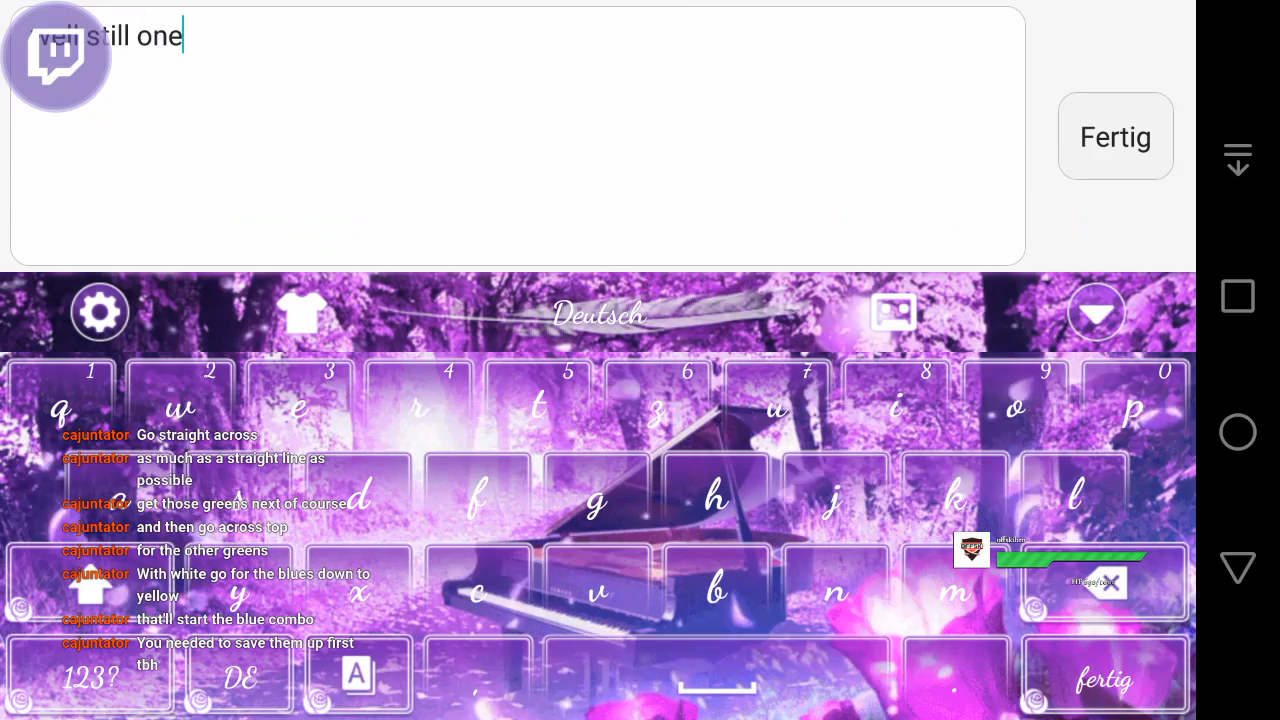 Well still one
Fertig
Deutsch
1 2 3 4 5 6 7 8 9 0
q w e r t z u i o p
a s d f g h j k l
y x c v b n m
123? DE A , . fertig
cajuntator Go straight across
cajuntator as much as a straight line as
possible
cajuntator get those greens next of course
cajuntator and then go across top
cajuntator for the other greens
cajuntator With white go for the blues down to
yellow
cajuntator that'll start the blue combo
cajuntator You needed to save them up first
tbh
OFFSKI